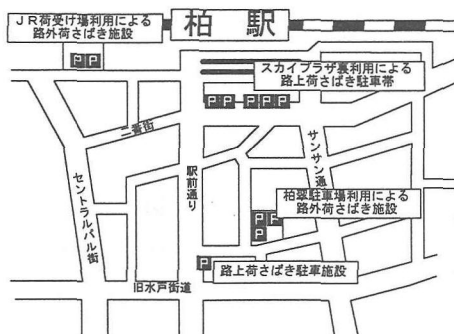 柏駅
JR荷受け場利用による
路外荷さばき施設
P P
スカイプラザ裏利用による
路上荷さばき駐車帯
P P P P P
二番街
サンサン通
セントラルパル街
駅前通り
柏翠駐車場利用による
路外荷さばき施設
P P
P
P
路上荷さばき駐車施設
旧水戸街道